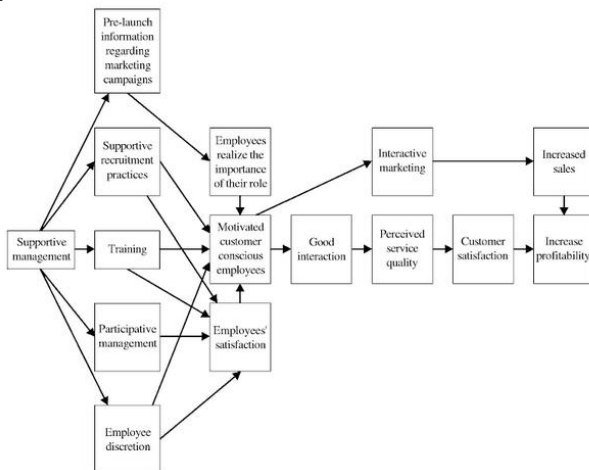 Pre-launch
information
regarding
marketing
campaigns
Supportive
recruitment
practices
Employees
realize the
importance
of their role
Interactive
marketing
Increased
sales
Supportive
management
Training
Motivated
customer
conscious
employees
Good
interaction
Perceived
service
quality
Customer
satisfaction
Increase
profitability
Participative
management
Employees'
satisfaction
Employee
discretion